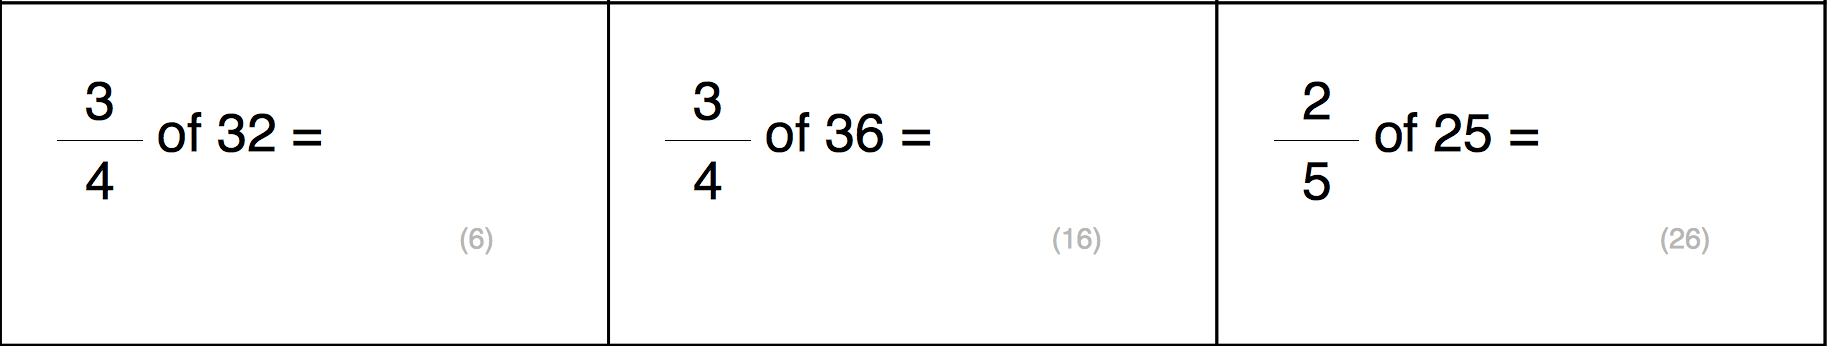 3/4 of 32 =
(6)
3/4 of 36 =
(16)
2/5 of 25 =
(26)